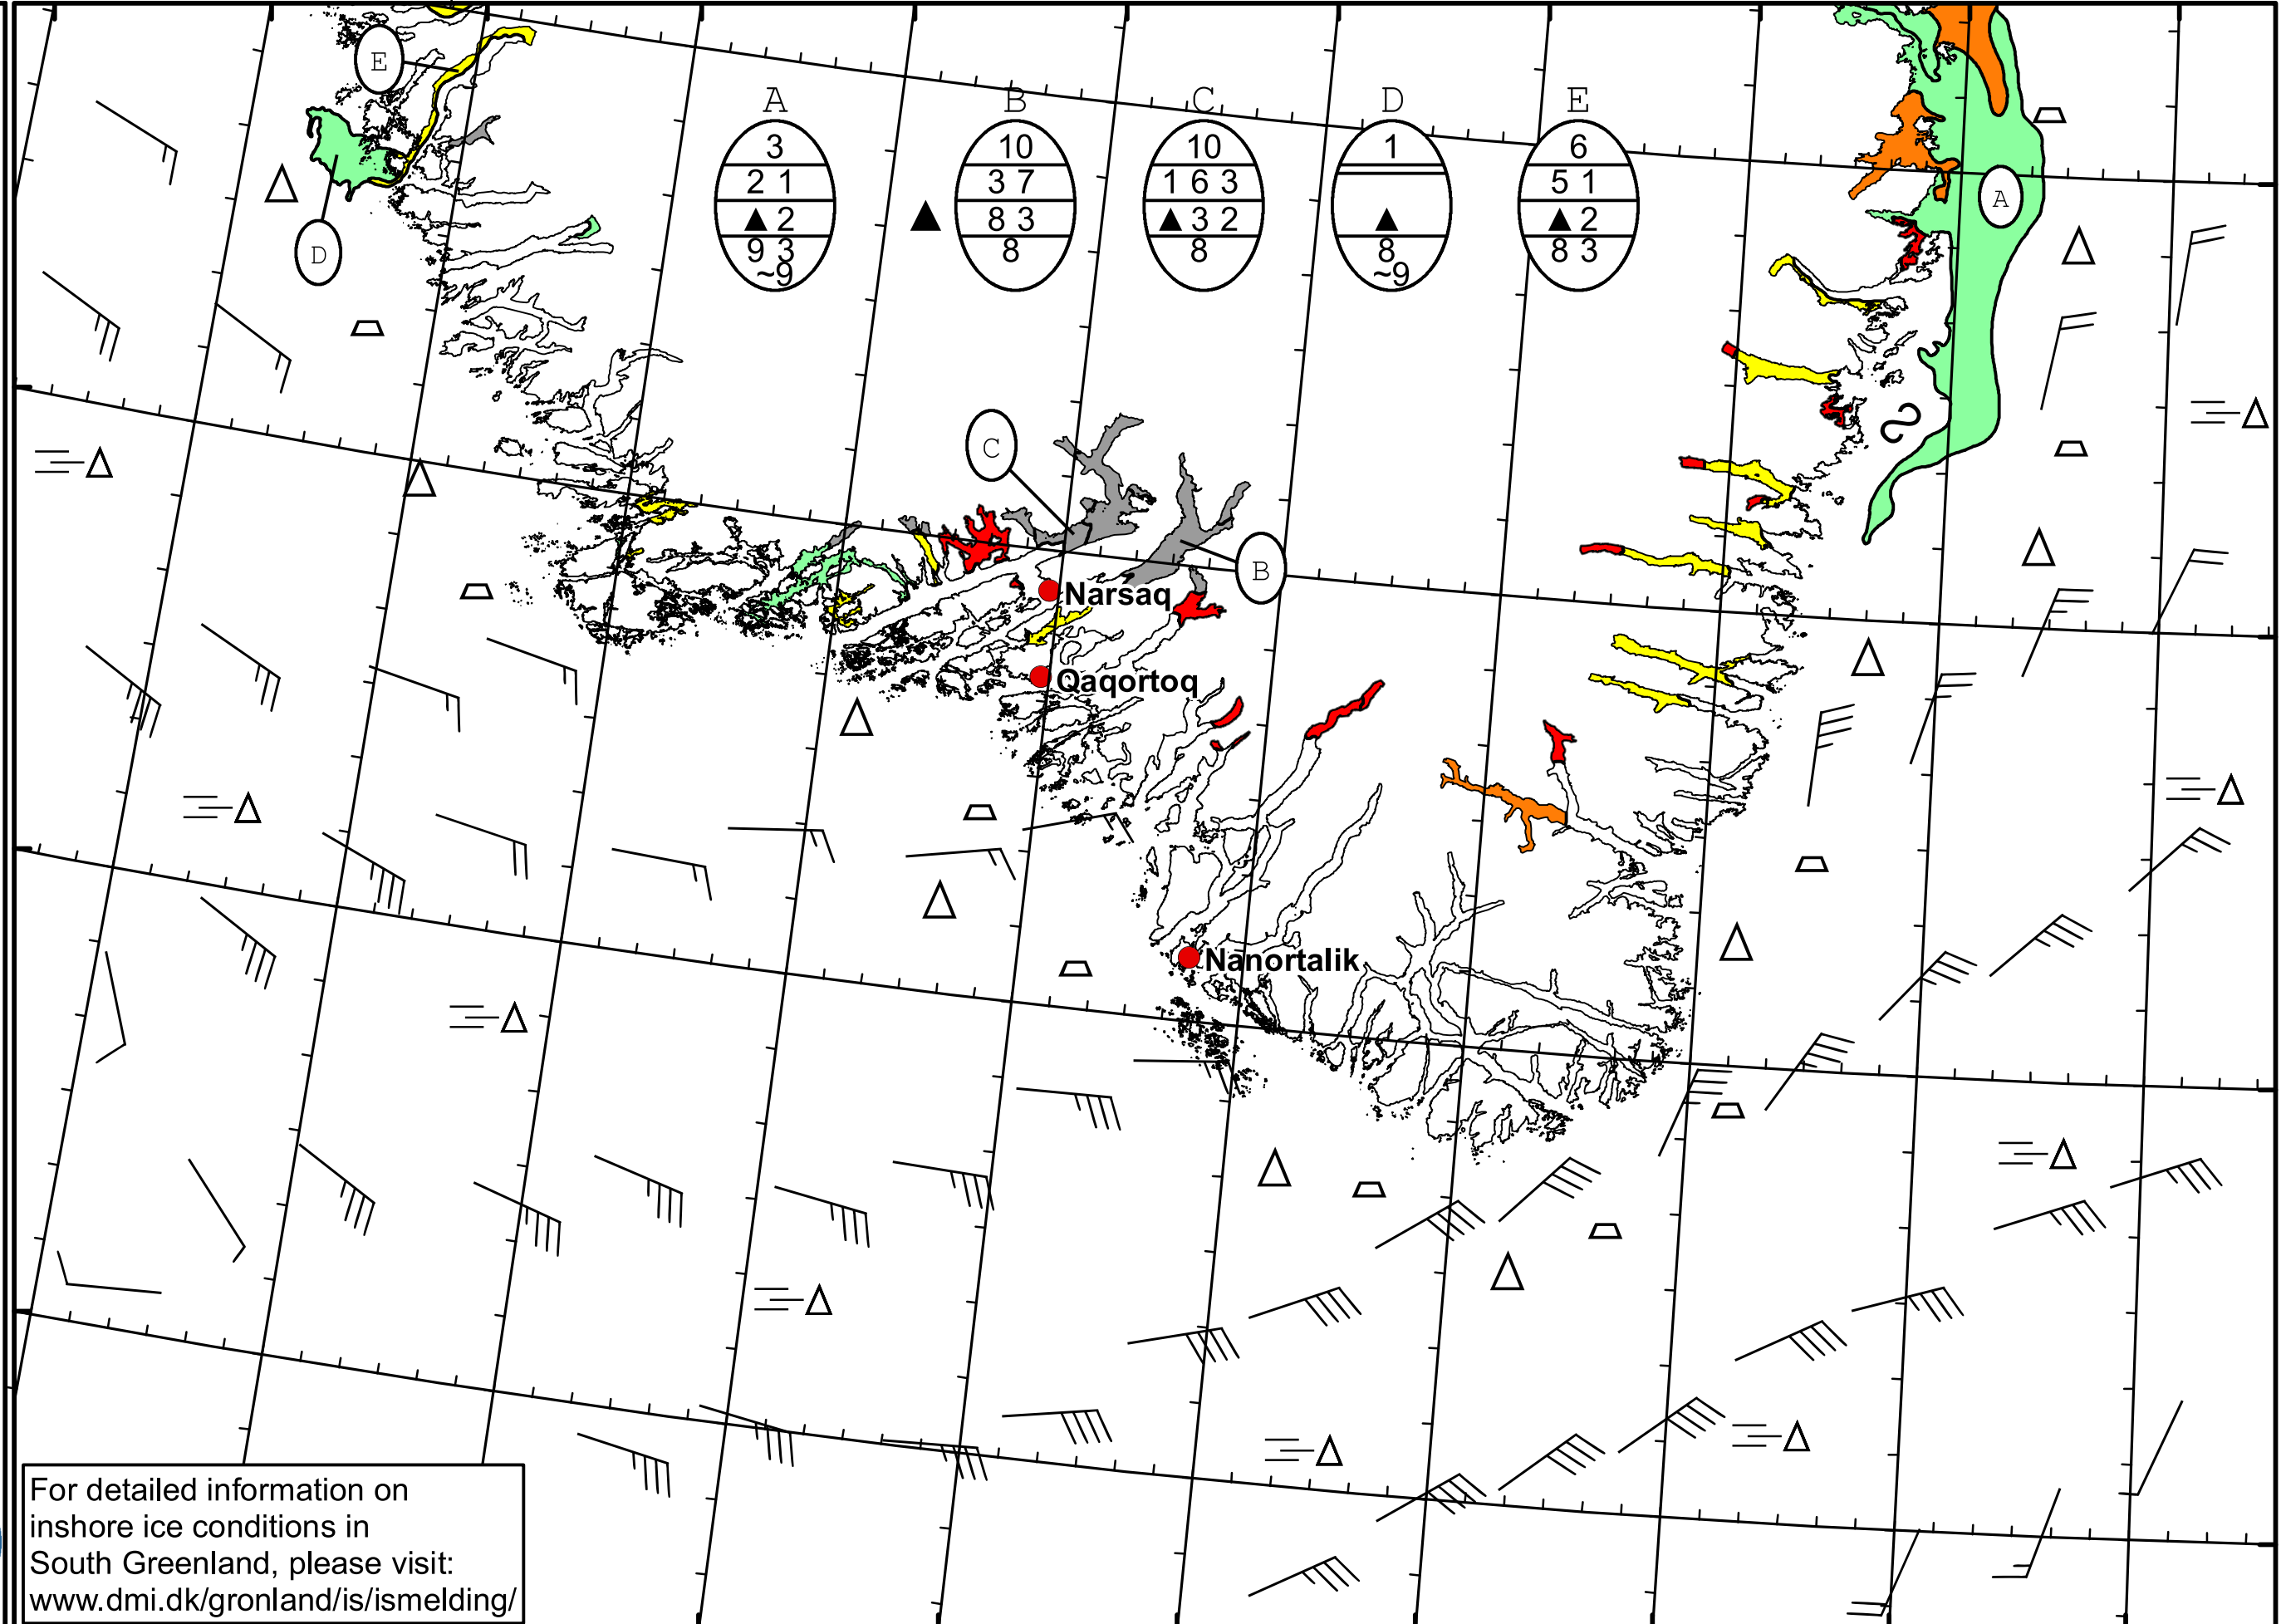 E
A B C D E
3 10 10 1 6
2 1 3 7 1 6 3 5 1
▲ 2 ▲ 8 3 ▲ 3 2 ▲ ▲ 2
9 3 8 8 8 8 3
~9 ~9
A
D
C
B
Narsaq
Qaqortoq
Nanortalik
For detailed information on
inshore ice conditions in
South Greenland, please visit:
www.dmi.dk/gronland/is/ismelding/